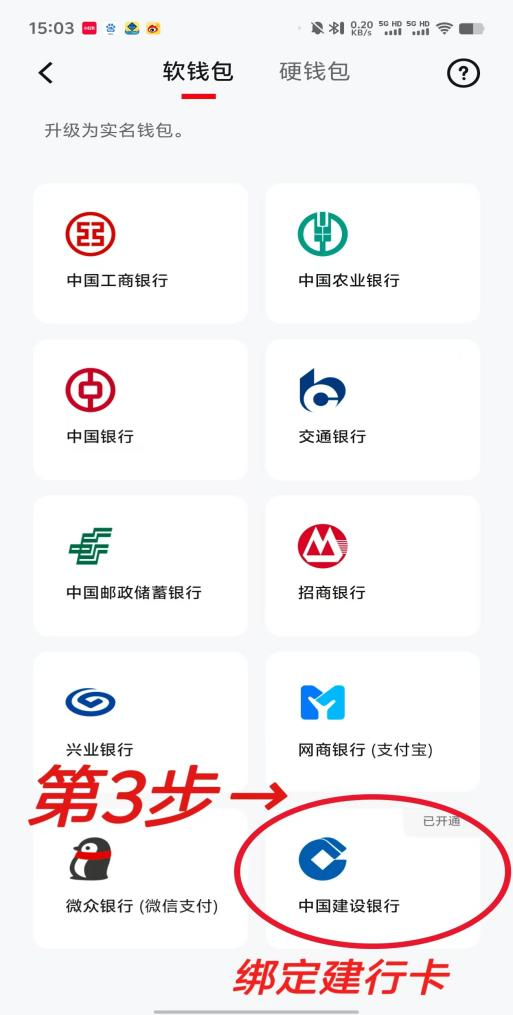 15:03
0.20 KB/s 5G HD 5G HD
软钱包 硬钱包
升级为实名钱包。
中国工商银行 中国农业银行
中国银行 交通银行
中国邮政储蓄银行 招商银行
兴业银行 网商银行 (支付宝)
第3步→
已开通
微众银行 (微信支付) 中国建设银行
绑定建行卡